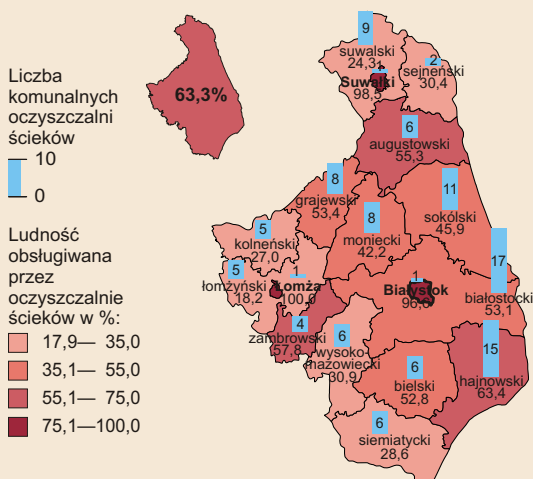 63,3%
Liczba
komunalnych
oczyszczalni
ścieków
10
0
Ludność
obsługiwana
przez
oczyszczalnie
ścieków w %:
17,9— 35,0
35,1— 55,0
55,1— 75,0
75,1—100,0
9
suwalski
24,3
1
Suwałki
98,5
2
sejneński
30,4
6
augustowski
55,3
8
grajewski
53,4
11
sokólski
45,9
8
moniecki
42,2
5
kolneński
27,0
5
łomżyński
18,2
1
Łomża
100,0
17
białostocki
53,1
1
Białystok
4
zambrowski
57,8
6
wysoko-
mazowiecki
30,9
6
bielski
52,8
15
hajnowski
63,4
6
siemiatycki
28,6